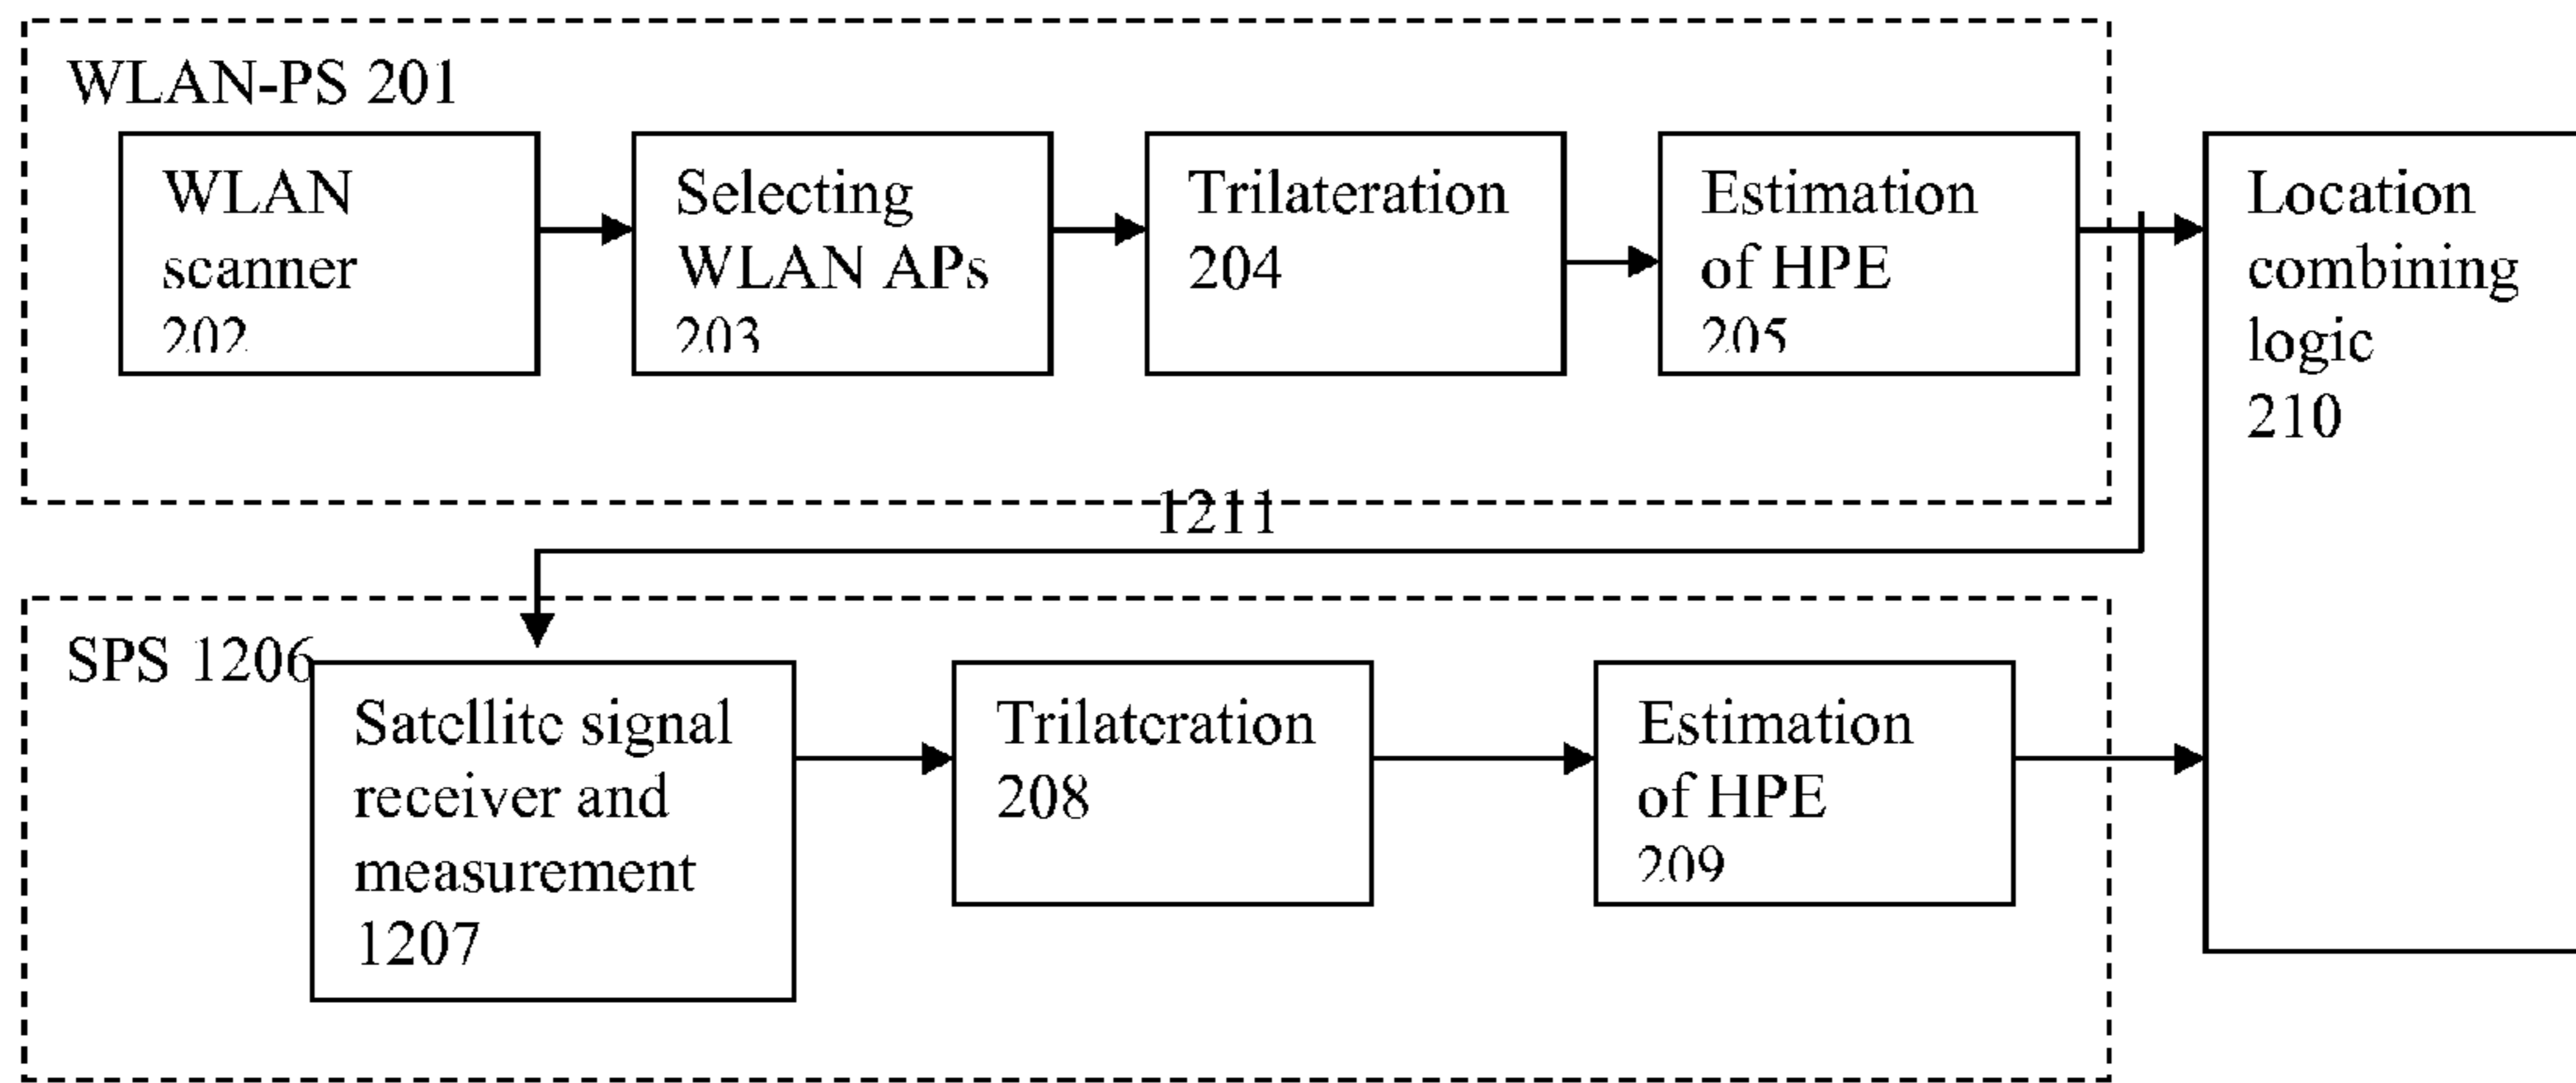 WLAN-PS 201
WLAN
scanner
202
Selecting
WLAN APs
203
Trilateration
204
Estimation
of HPE
205
Location
combining
logic
210
1211
SPS 1206
Satellite signal
receiver and
measurement
1207
Trilateration
208
Estimation
of HPE
209